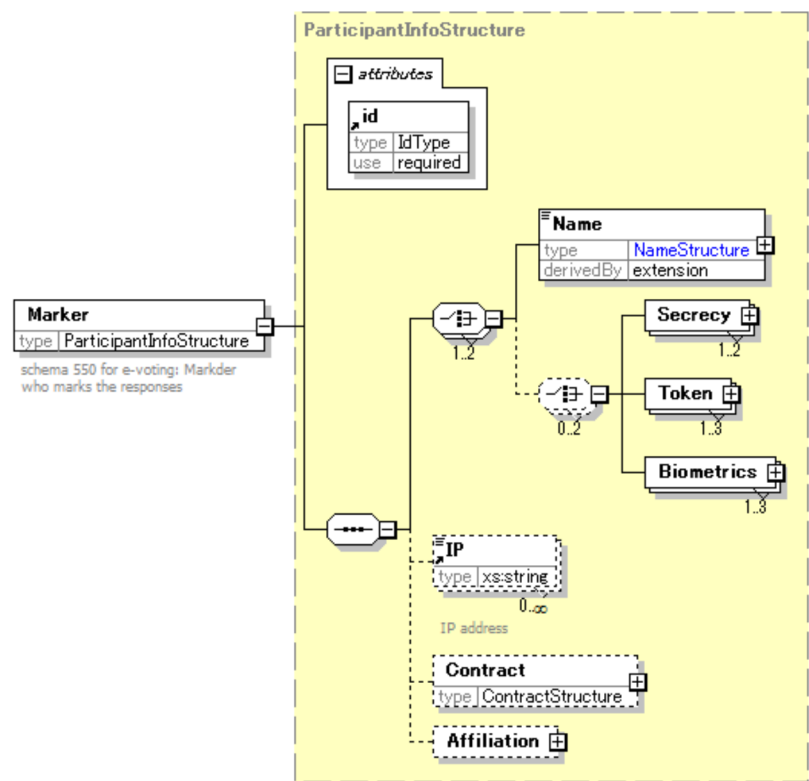 ParticipantInfoStructure
attributes
id
type IdType
use required
Name
type NameStructure
derivedBy extension
Marker
type ParticipantInfoStructure
schema 550 for e-voting: Markder
who marks the responses
1..2
Secrecy
1..2
0..2
Token
1..3
Biometrics
1..3
IP
type xs:string
0..∞
IP address
Contract
type ContractStructure
Affiliation